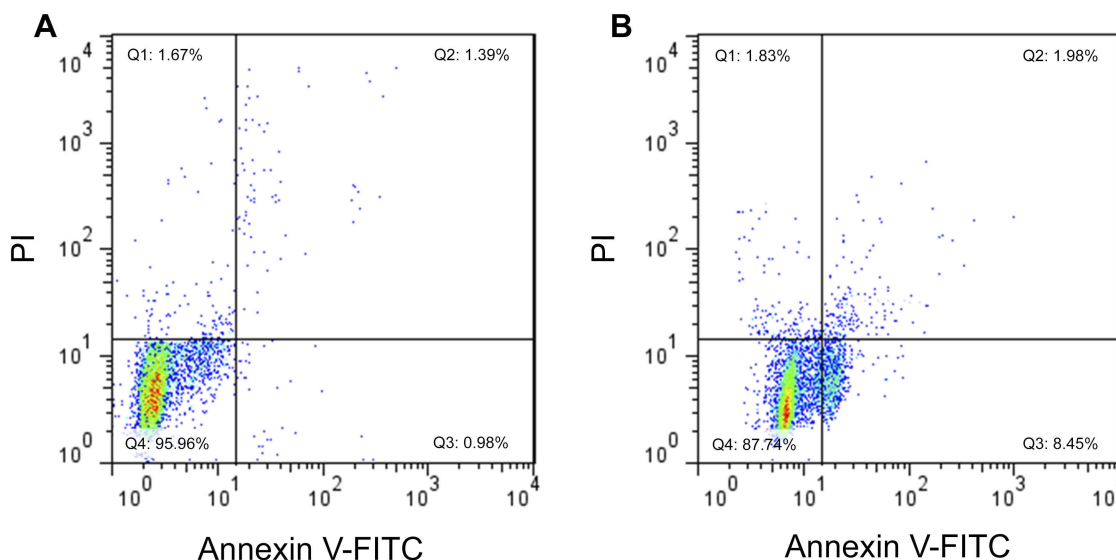 A
Q1: 1.67%
Q2: 1.39%
10 4
10 3
10 2
10 1
10 0
PI
Q4: 95.96%
Q3: 0.98%
10 0
10 1
10 2
10 3
10 4
Annexin V-FITC
B
Q1: 1.83%
Q2: 1.98%
10 4
10 3
10 2
10 1
10 0
PI
Q4: 87.74%
Q3: 8.45%
10 0
10 1
10 2
10 3
10
Annexin V-FITC